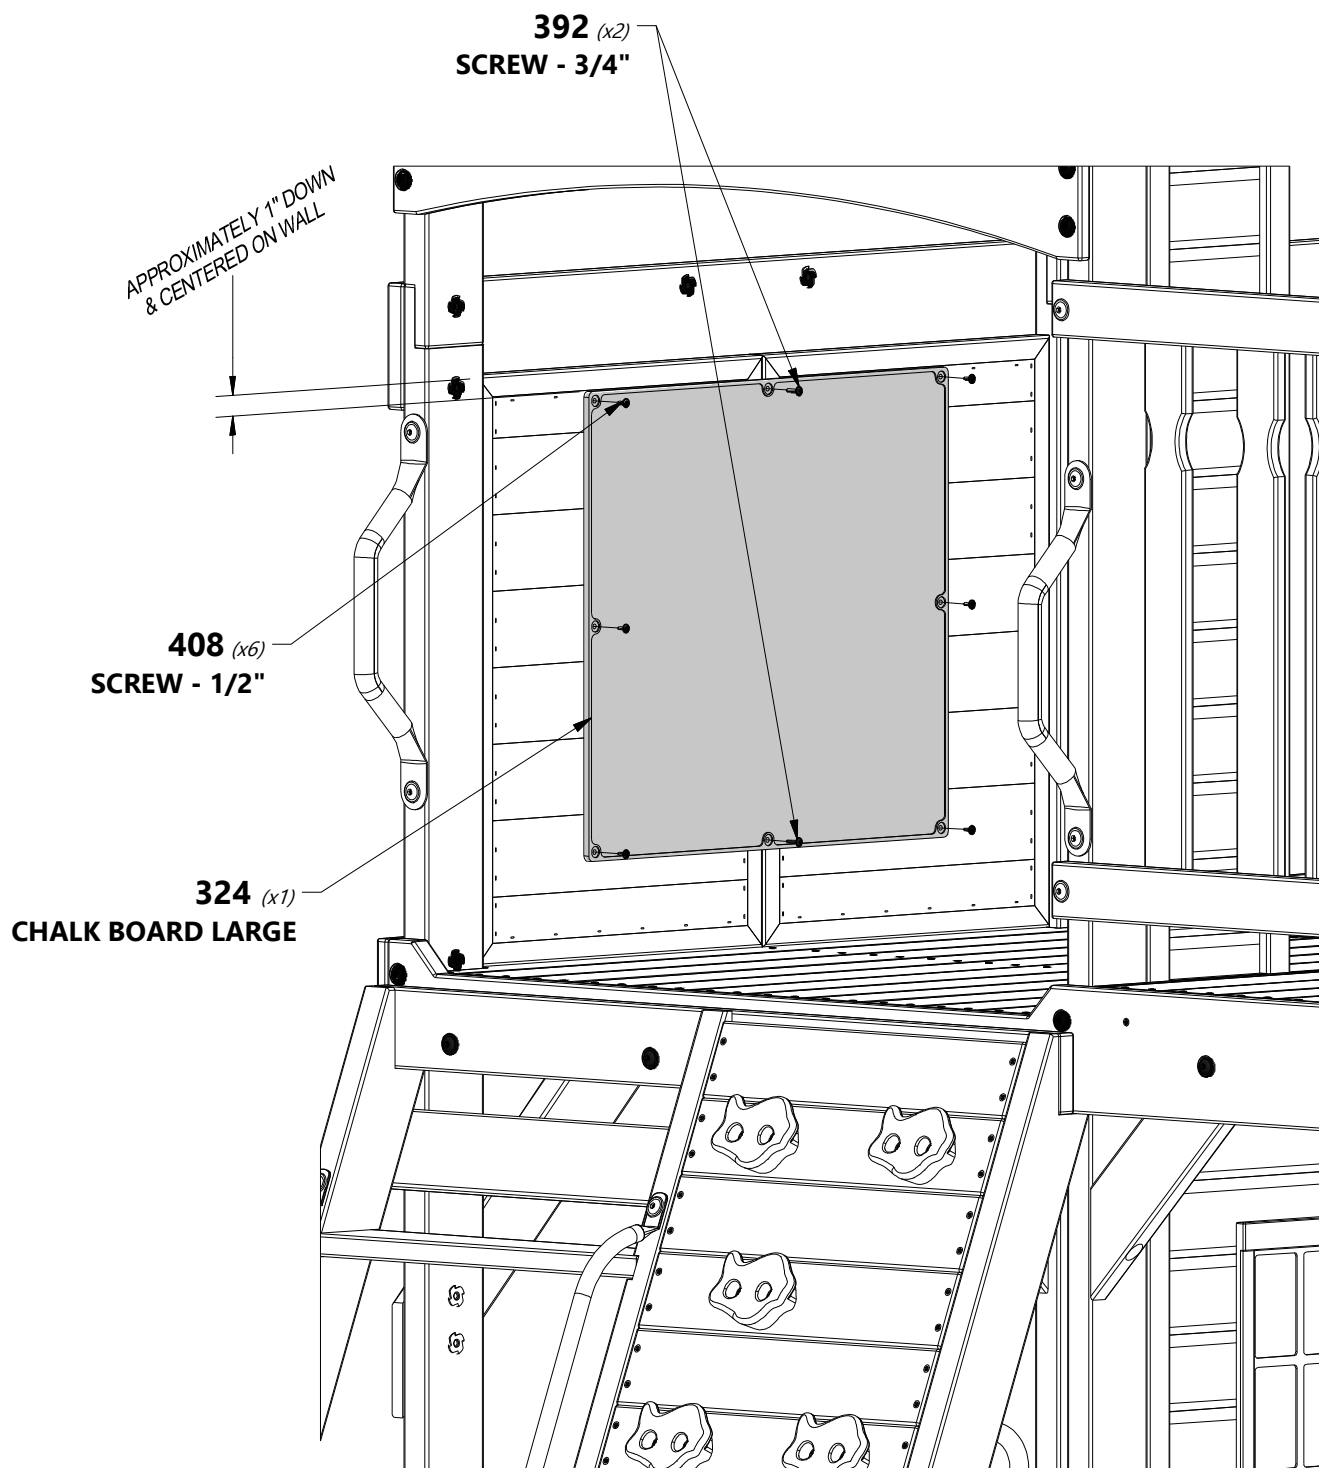 392 (x2)
SCREW - 3/4"
APPROXIMATELY 1" DOWN
& CENTERED ON WALL
408 (x6)
SCREW - 1/2"
324 (x1)
CHALK BOARD LARGE